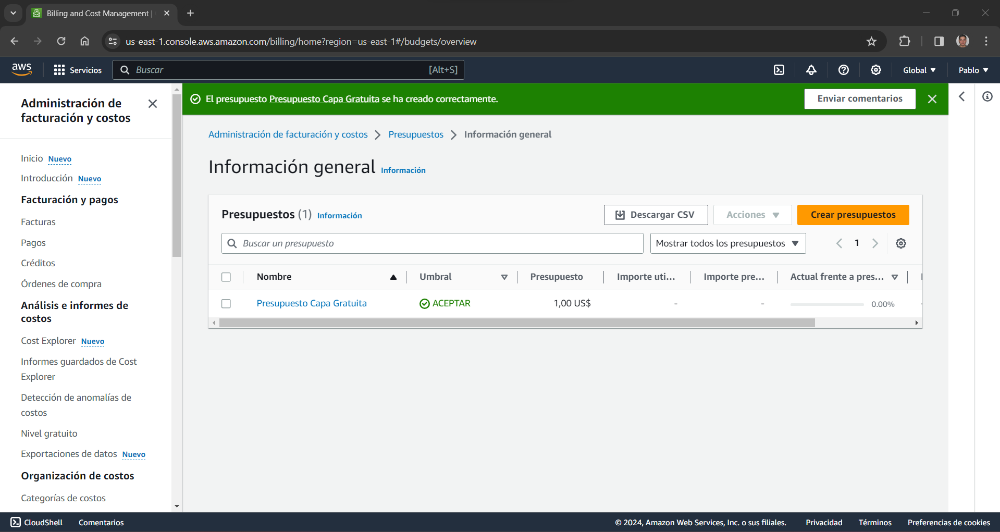 Billing and Cost Management |
us-east-1.console.aws.amazon.com/billing/home?region=us-east-1#/budgets/overview
aws
Servicios
Buscar
[Alt+S]
Global
Pablo
Administración de
facturación y costos
Inicio Nuevo
Introducción Nuevo
Facturación y pagos
Facturas
Pagos
Créditos
Órdenes de compra
Análisis e informes de
costos
Cost Explorer Nuevo
Informes guardados de Cost
Explorer
Detección de anomalías de
costos
Nivel gratuito
Exportaciones de datos Nuevo
Organización de costos
Categorías de costos
El presupuesto Presupuesto Capa Gratuita se ha creado correctamente.
Enviar comentarios
Administración de facturación y costos
Presupuestos
Información general
Información general Información
Presupuestos (1) Información
Descargar CSV
Acciones
Crear presupuestos
Buscar un presupuesto
Mostrar todos los presupuestos
1
Nombre
Umbral
Presupuesto
Importe uti...
Importe pre...
Actual frente a pres...
Presupuesto Capa Gratuita
ACEPTAR
1,00 US$
-
-
0.00%
CloudShell
Comentarios
© 2024, Amazon Web Services, Inc. o sus filiales.
Privacidad
Términos
Preferencias de cookies